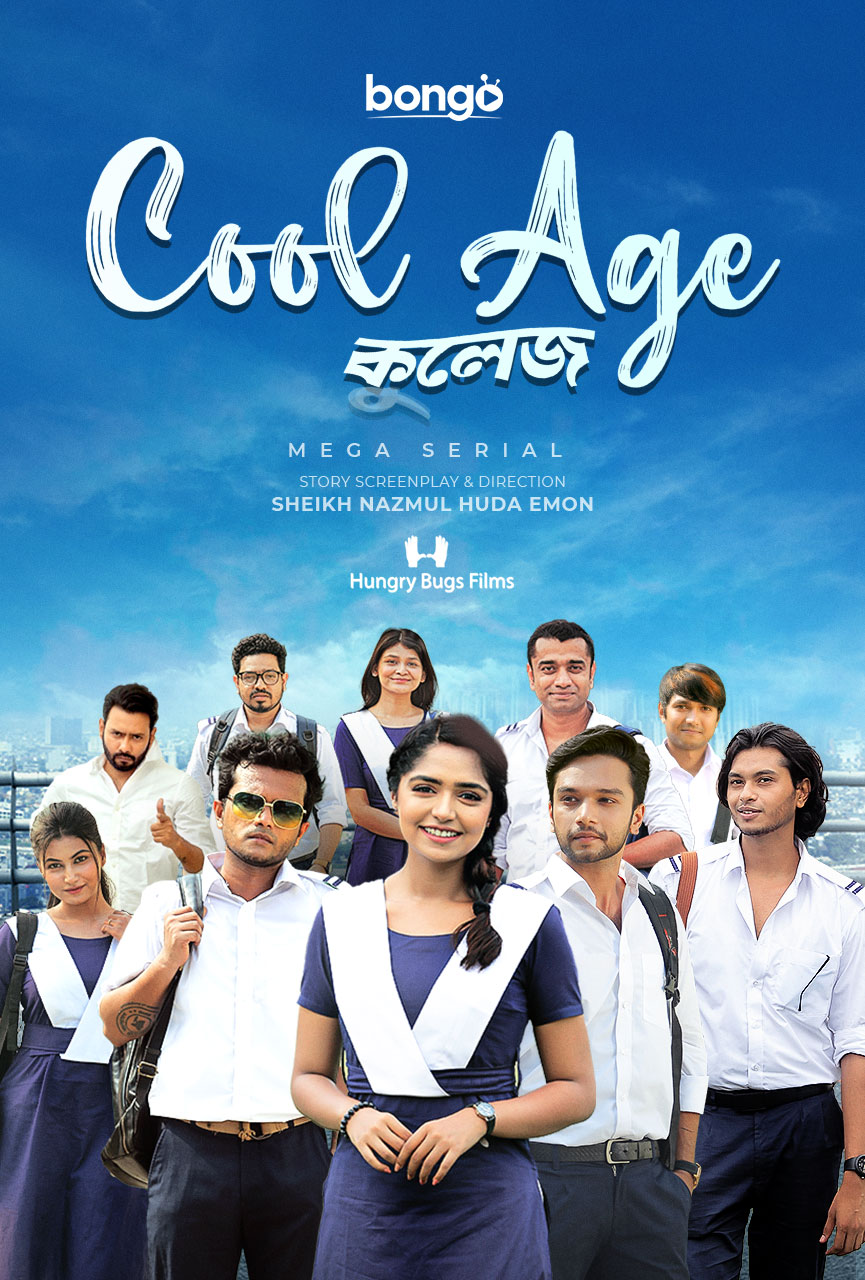 bongo
Cool Age
কুলেজ
MEGA SERIAL
STORY SCREENPLAY & DIRECTION
SHEIKH NAZMUL HUDA EMON
Hungry Bugs Films